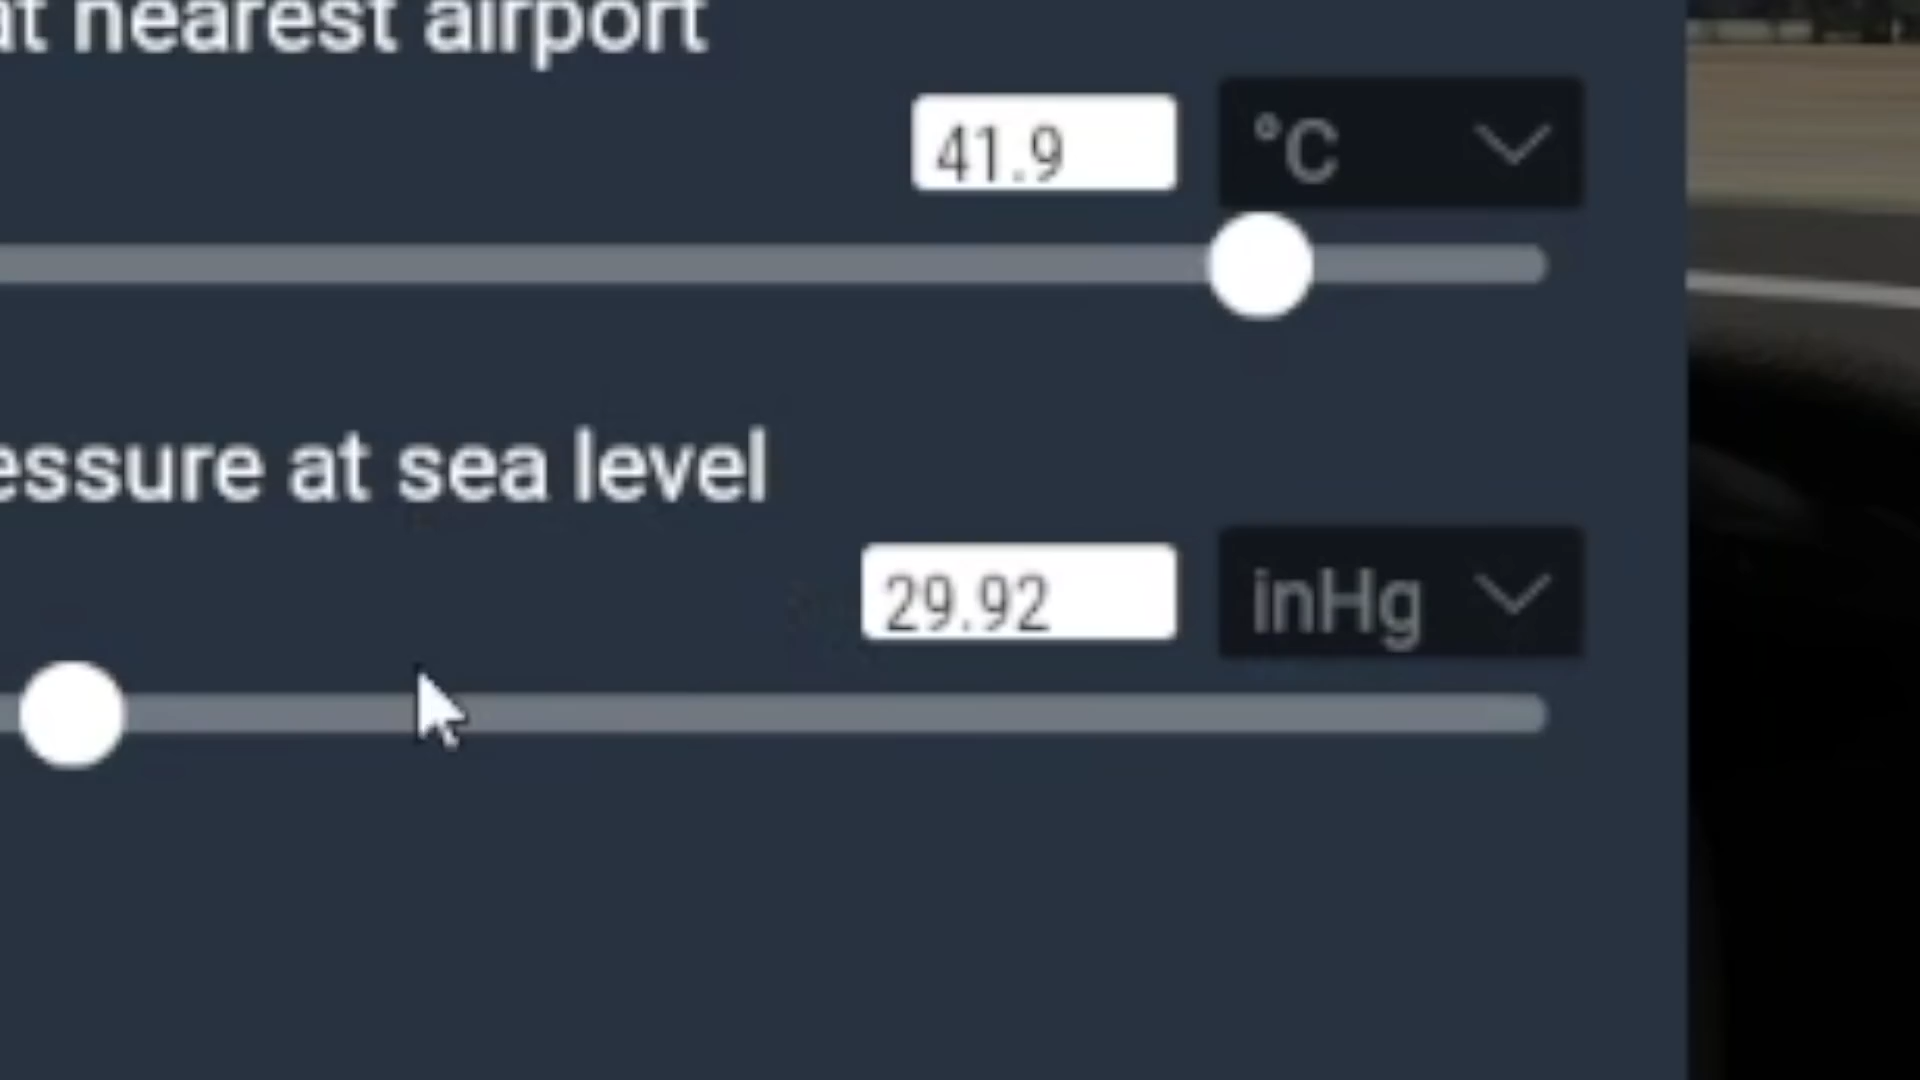 at nearest airport
41.9 °C
essure at sea level
29.92 inHg